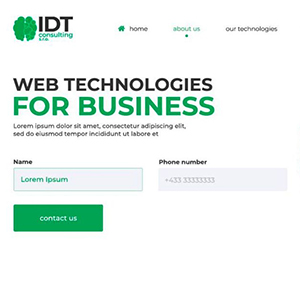 IDT
consulting
s.r.o.
home about us our technologies
WEB TECHNOLOGIES
FOR BUSINESS
Lorem ipsum dolor sit amet, consectetur adipiscing elit,
sed do eiusmod tempor incididunt ut labore et
Name Phone number
Lorem Ipsum +433 33333333
contact us